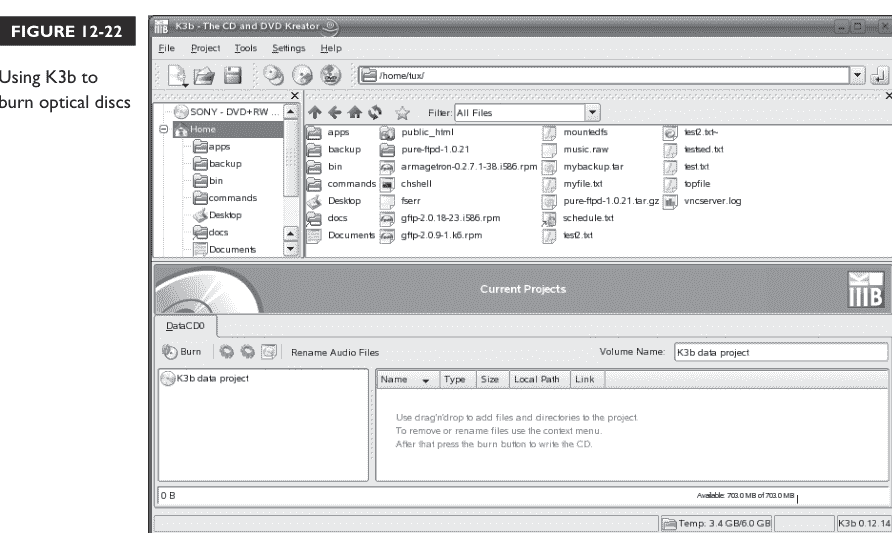 FIGURE 12-22
Using K3b to
burn optical discs
K3b - The CD and DVD Kreator
File Project Tools Settings Help
/home/tux/
SONY - DVD+RW ...
Home
apps
backup
bin
commands
Desktop
docs
Documents
Filter: All Files
apps
backup
bin
commands
Desktop
docs
Documents
public_html
pure-ftpd-1.0.21
armagetron-0.2.7.1-38.i586.rpm
chshell
fserr
gftp-2.0.18-23.i586.rpm
gftp-2.0.9-1.k6.rpm
mountedfs
music.raw
mybackup.tar
myfile.txt
pure-ftpd-1.0.21.tar.gz
schedule.txt
test2.txt
test2.txt~
testsed.txt
test.txt
topfile
vncserver.log
Current Projects
DataCD0
Burn Rename Audio Files Volume Name: K3b data project
K3b data project
Name Type Size Local Path Link
Use drag'n'drop to add files and directories to the project.
To remove or rename files use the context menu.
After that press the burn button to write the CD.
0 B Available: 703.0 MB of 703.0 MB
Temp: 3.4 GB/6.0 GB K3b 0.12.14